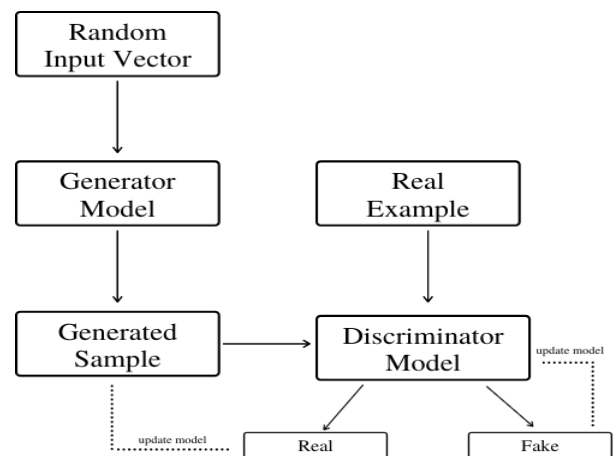 Random
Input Vector
Generator
Model
Real
Example
Generated
Sample
Discriminator
Model
update model
update model
Real
Fake